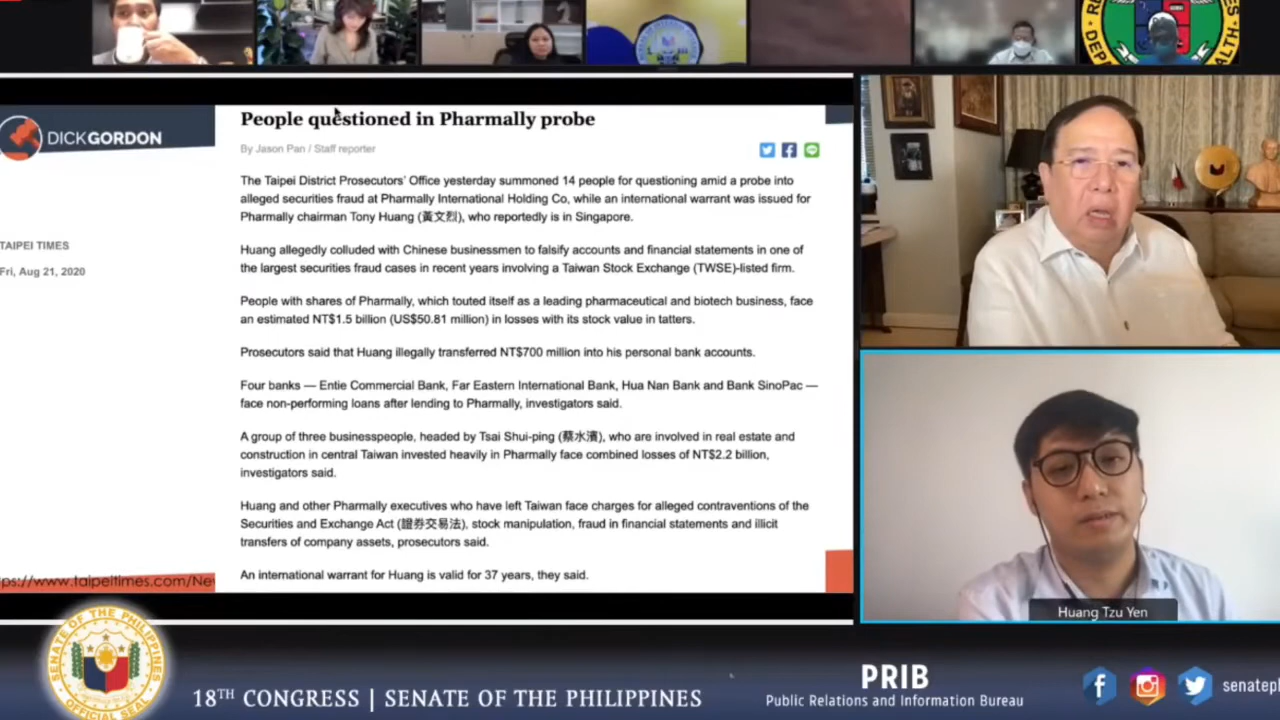 DICKGORDON
People questioned in Pharmally probe
By Jason Pan / Staff reporter
The Taipei District Prosecutors' Office yesterday summoned 14 people for questioning amid a probe into
alleged securities fraud at Pharmally International Holding Co, while an international warrant was issued for
Pharmally chairman Tony Huang (黃文烈), who reportedly is in Singapore.
TAIPEI TIMES
Fri, Aug 21, 2020
Huang allegedly colluded with Chinese businessmen to falsify accounts and financial statements in one of
the largest securities fraud cases in recent years involving a Taiwan Stock Exchange (TWSE)-listed firm.
People with shares of Pharmally, which touted itself as a leading pharmaceutical and biotech business, face
an estimated NT$1.5 billion (US$50.81 million) in losses with its stock value in tatters.
Prosecutors said that Huang illegally transferred NT$700 million into his personal bank accounts.
Four banks — Entie Commercial Bank, Far Eastern International Bank, Hua Nan Bank and Bank SinoPac —
face non-performing loans after lending to Pharmally, investigators said.
A group of three businesspeople, headed by Tsai Shui-ping (蔡水濱), who are involved in real estate and
construction in central Taiwan invested heavily in Pharmally face combined losses of NT$2.2 billion,
investigators said.
Huang and other Pharmally executives who have left Taiwan face charges for alleged contraventions of the
Securities and Exchange Act (證券交易法), stock manipulation, fraud in financial statements and illicit
transfers of company assets, prosecutors said.
An international warrant for Huang is valid for 37 years, they said.
ps://www.taipeitimes.com/Nev
Huang Tzu Yen
SENATE OF THE PHILIPPINES
OFFICIAL SEAL
18TH CONGRESS | SENATE OF THE PHILIPPINES
PRIB
Public Relations and Information Bureau
senateph